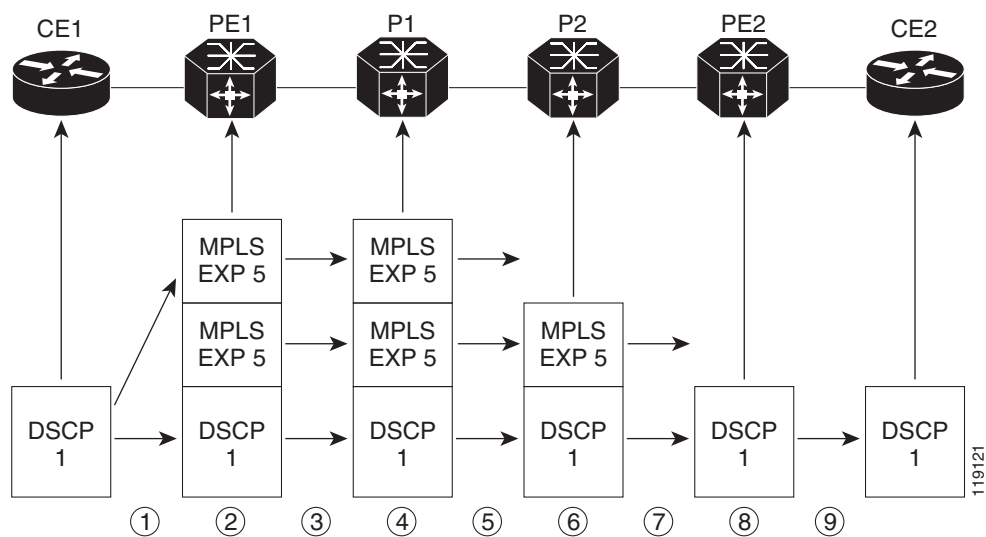 CE1 PE1 P1 P2 PE2 CE2
MPLS
EXP 5
MPLS
EXP 5
MPLS
EXP 5
MPLS
EXP 5
MPLS
EXP 5
DSCP
1
DSCP
1
DSCP
1
DSCP
1
DSCP
1
DSCP
1
119121
1 2 3 4 5 6 7 8 9